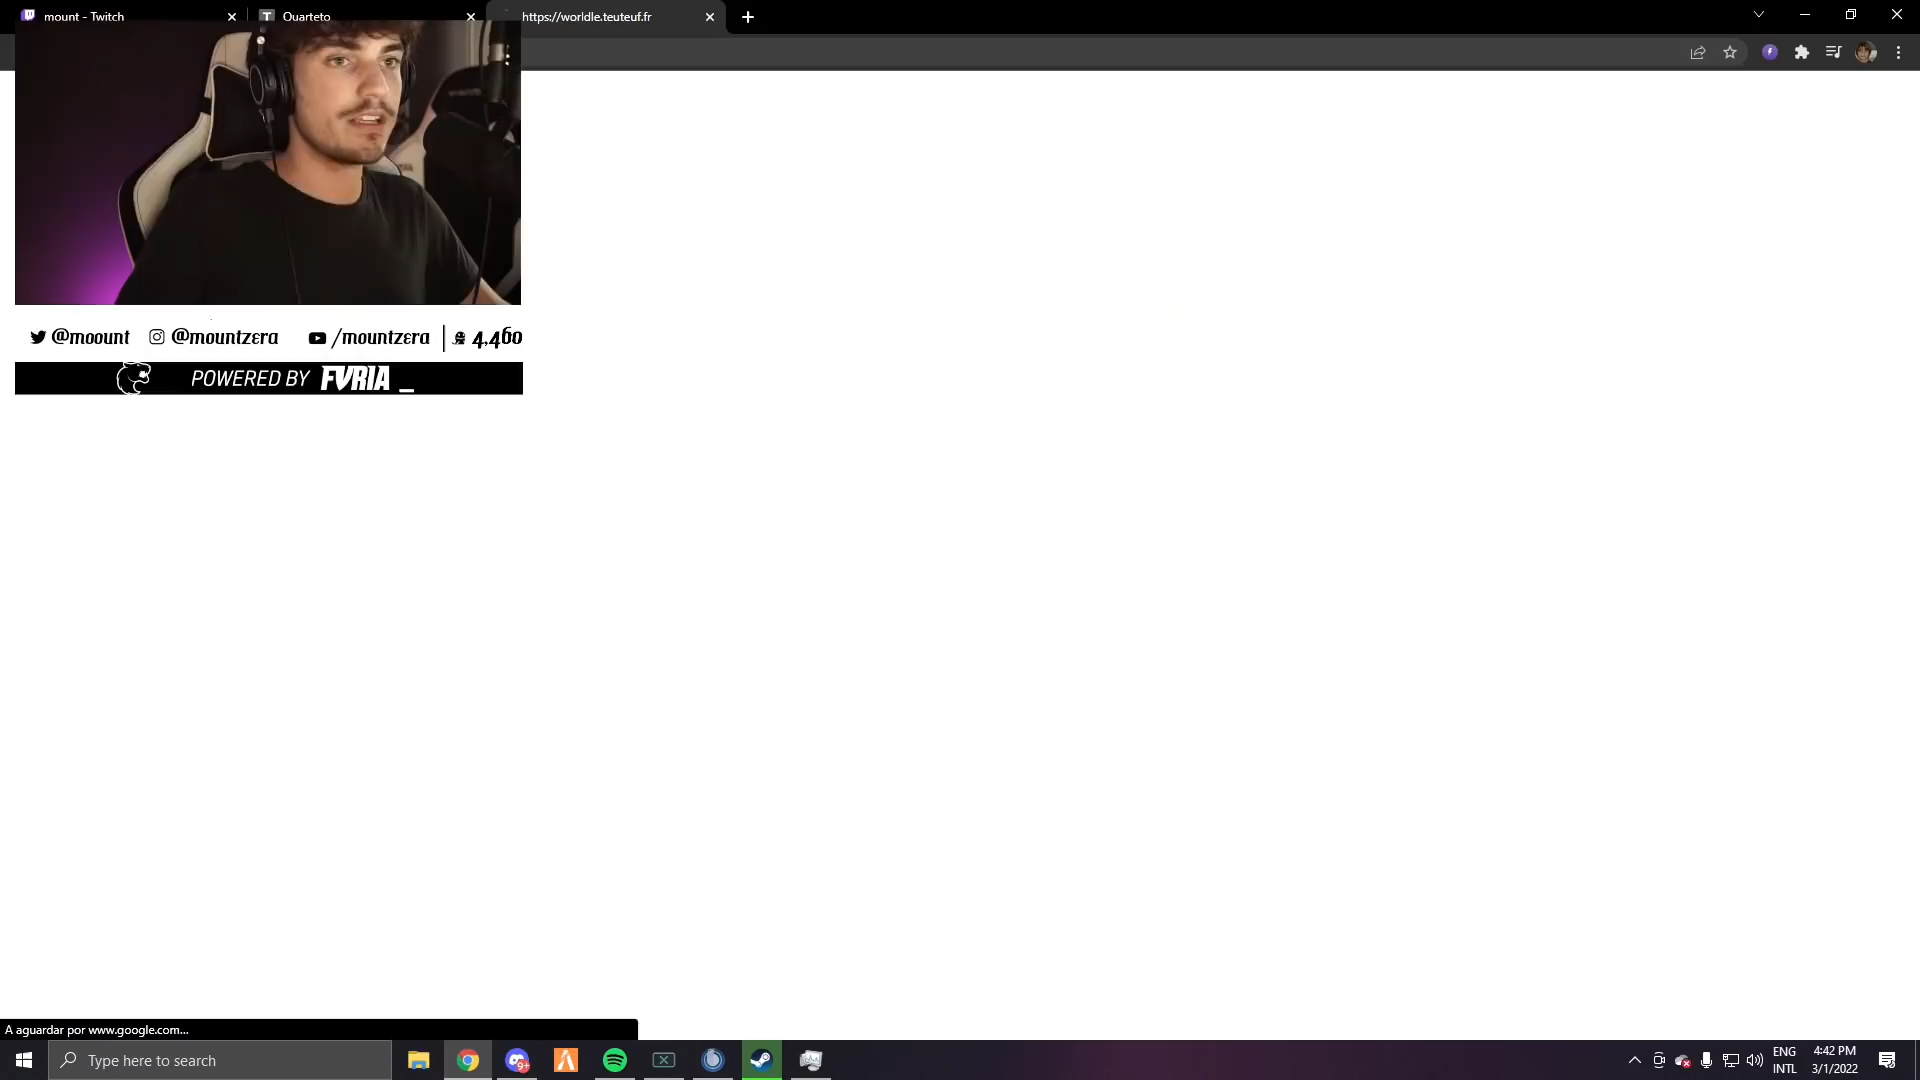 mount - Twitch
Quarteto
https://worldle.teuteuf.fr
@moount @mountzera /mountzera | 4,460
POWERED BY FVRIA _
A aguardar por www.google.com...
Type here to search
9+
ENG
INTL
4:42 PM
3/1/2022